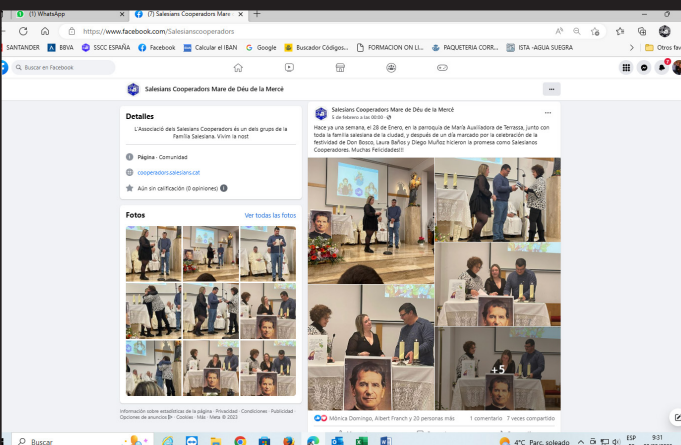 (1) WhatsApp
(7) Salesians Cooperadors Mare
https://www.facebook.com/Salesianscooperadors
SANTANDER
BBVA
SSCC ESPAÑA
Facebook
Calcular el IBAN
Google
Buscador Códigos...
FORMACION ON LI...
PAQUETERIA CORR...
ISTA -AGUA SUEGRA
Otros fav
Buscar en Facebook
Salesians Cooperadors Mare de Déu de la Mercè
Detalles
L'Associció dels Salesians Cooperadors és un dels grups de la
Família Salesiana. Vivim la nost
Página · Comunidad
cooperadors.salesians.cat
Aún sin calificación (0 opiniones)
Fotos
Ver todas las fotos
Información sobre estadísticas de la página · Privacidad · Condiciones · Publicidad ·
Opciones de anuncios · Cookies · Más · Meta © 2023
Salesians Cooperadors Mare de Déu de la Mercè
5 de febrero a las 00:00
Hace ya una semana, el 28 de Enero, en la parroquia de María Auxiliadora de Terrassa, junto con
toda la familia salesiana de la ciudad, y después de un día marcado por la celebración de la
festividad de Don Bosco, Laura Baños y Diego Muñoz hicieron la promesa como Salesianos
Cooperadores. Muchas Felicidades!!!
+5
Mónica Domingo, Albert Franch y 20 personas más
1 comentario
7 veces compartido
Buscar
4°C Parc. soleado
ESP
9:31